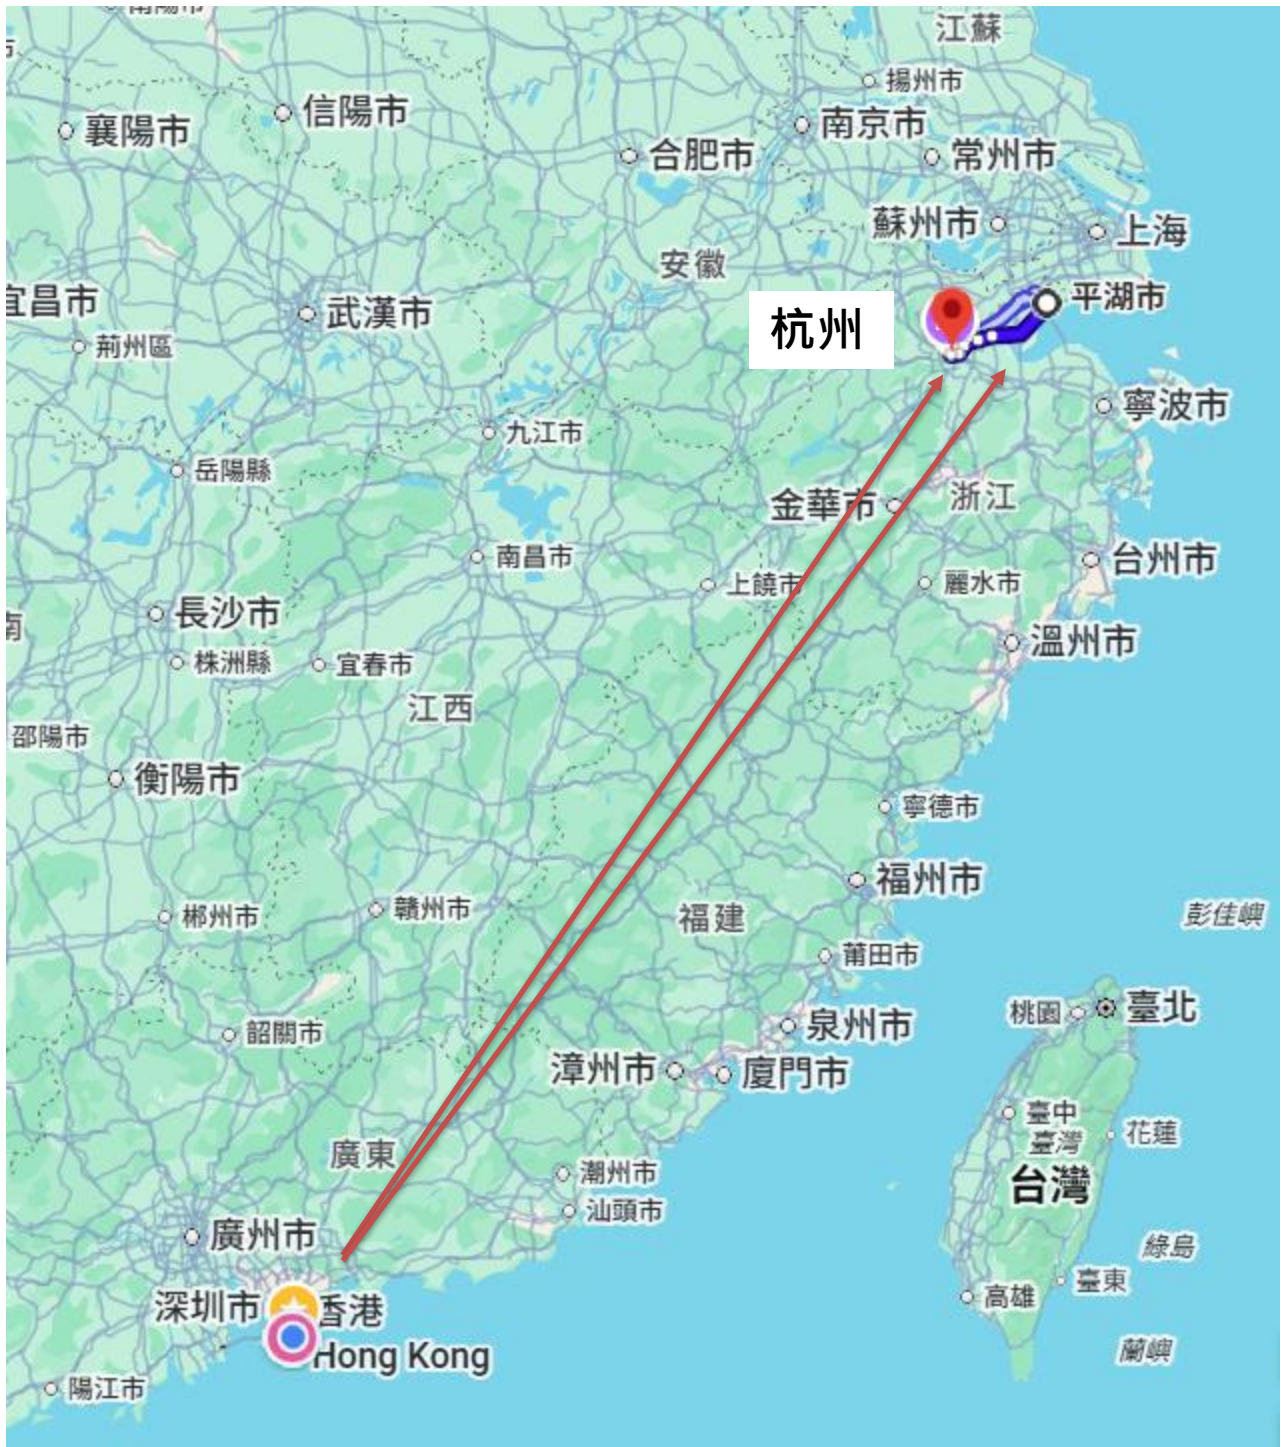 江蘇
揚州市
信陽市
襄陽市
南京市
合肥市
常州市
蘇州市
上海
安徽
平湖市
宜昌市
武漢市
杭州
荊州區
寧波市
九江市
岳陽縣
金華市
浙江
南昌市
台州市
上饒市
麗水市
長沙市
南
溫州市
株洲縣
宜春市
江西
邵陽市
衡陽市
寧德市
福州市
贛州市
郴州市
福建
彭佳嶼
莆田市
桃園
臺北
泉州市
韶關市
漳州市
廈門市
臺中
花蓮
臺灣
廣東
潮州市
台灣
汕頭市
廣州市
綠島
臺東
高雄
深圳市
香港
Hong Kong
蘭嶼
陽江市